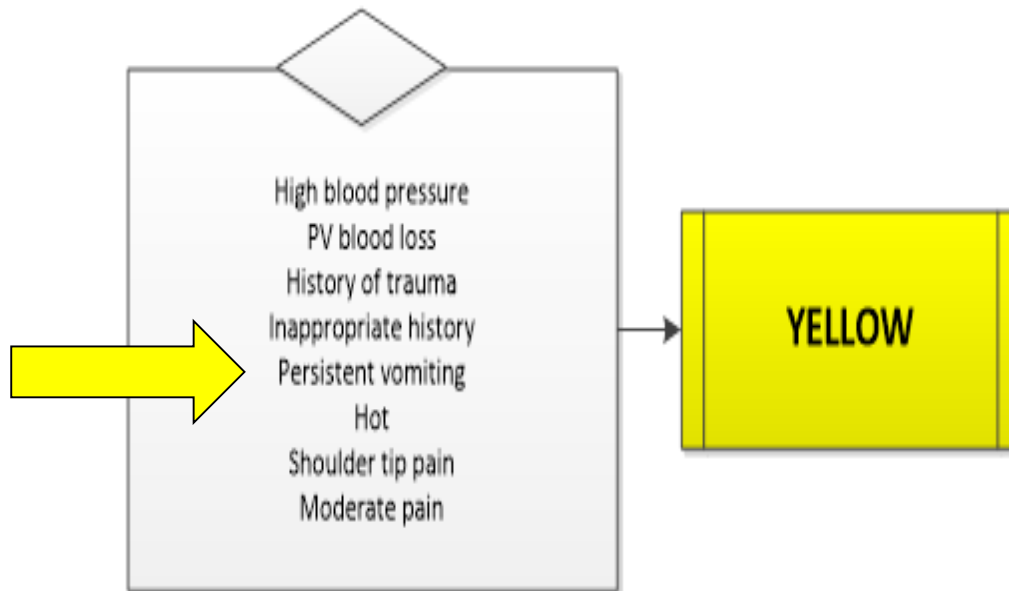 High blood pressure
PV blood loss
History of trauma
Inappropriate history
Persistent vomiting
Hot
Shoulder tip pain
Moderate pain
YELLOW